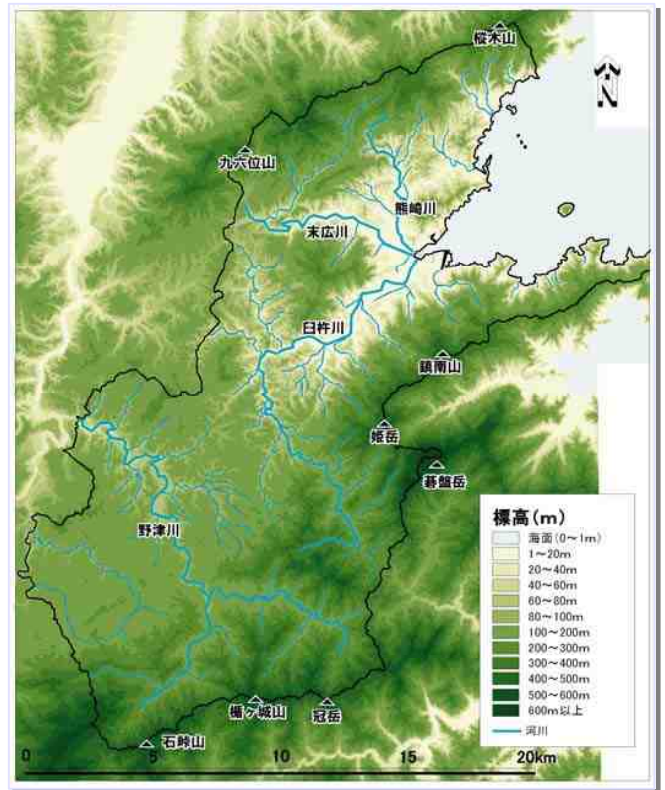 樅木山
N
九六位山
熊崎川
末広川
臼杵川
鎮南山
姫岳
碁盤岳
野津川
標高(m)
海面(0～1m)
1～20m
20～40m
40～60m
60～80m
80～100m
100～200m
200～300m
300～400m
400～500m
500～600m
600m以上
河川
楯ヶ城山
冠岳
石峠山
0 5 10 15 20km